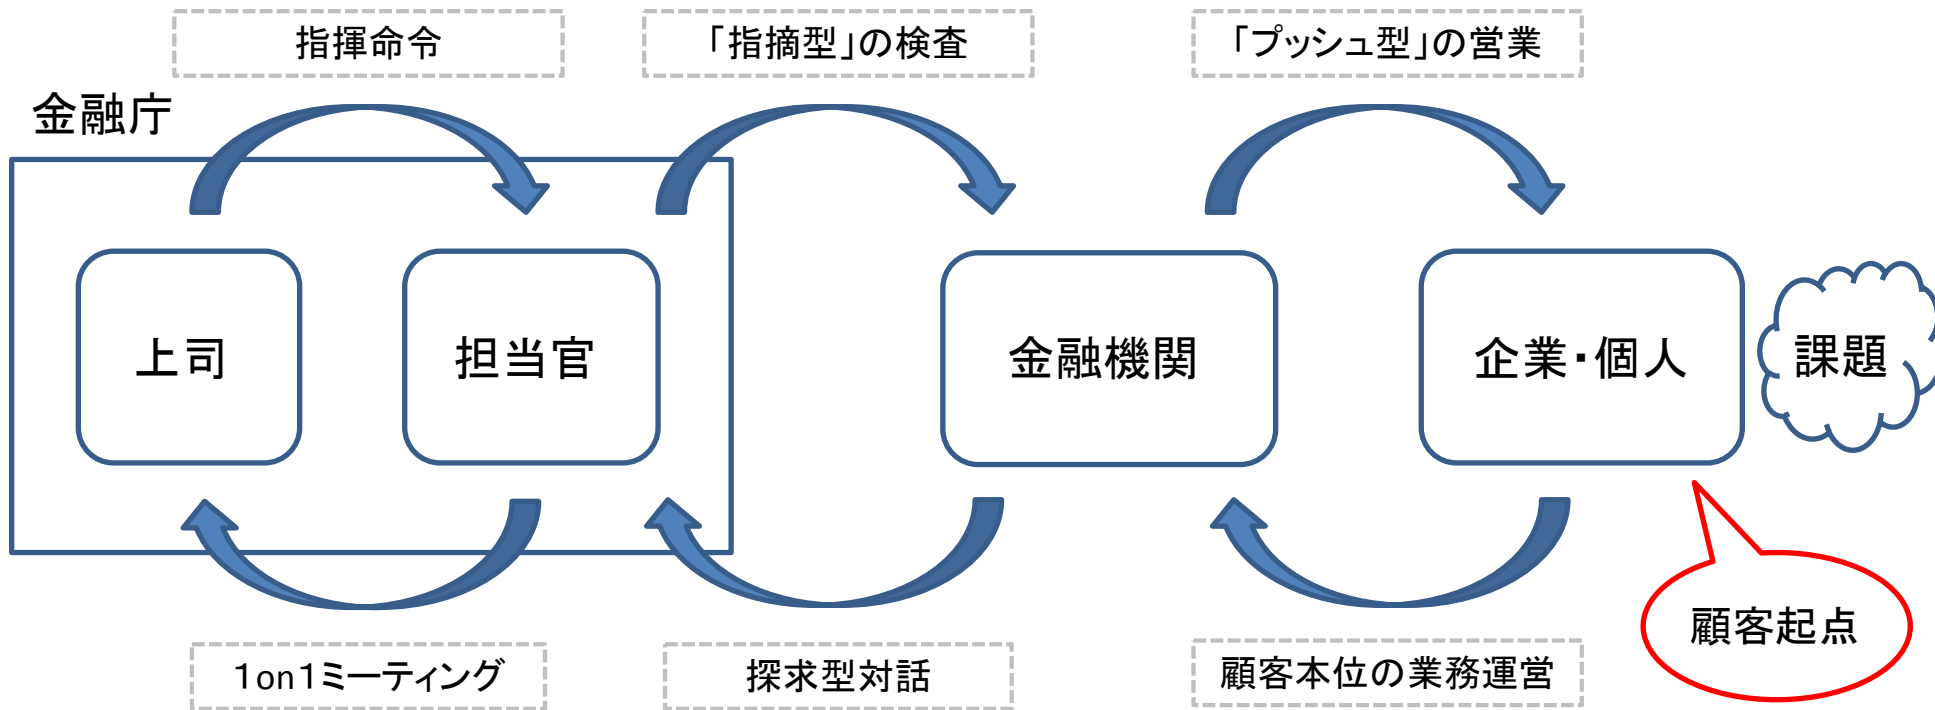 指揮命令
「指摘型」の検査
「プッシュ型」の営業
金融庁
上司
担当官
金融機関
企業・個人
課題
1on1ミーティング
探求型対話
顧客本位の業務運営
顧客起点